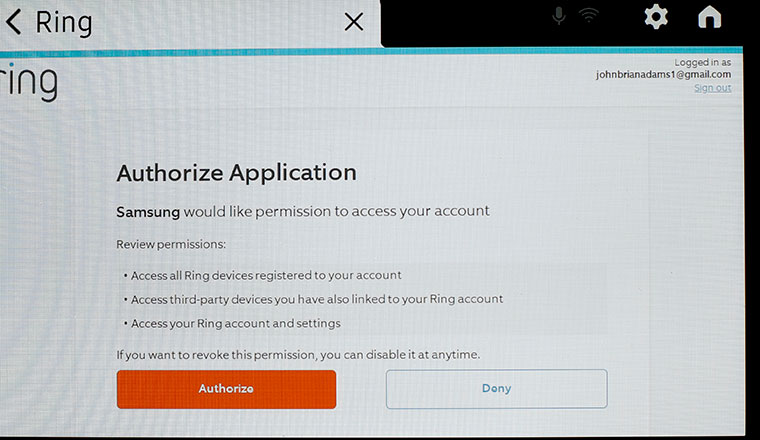 Ring
Logged in as
ring
johnbrianadams1@gmail.com
Sign out
Authorize Application
Samsung would like permission to access your account
Review permissions:
• Access all Ring devices registered to your account
• Access third-party devices you have also linked to your Ring account
• Access your Ring account and settings
If you want to revoke this permission, you can disable it at anytime.
Authorize
Deny